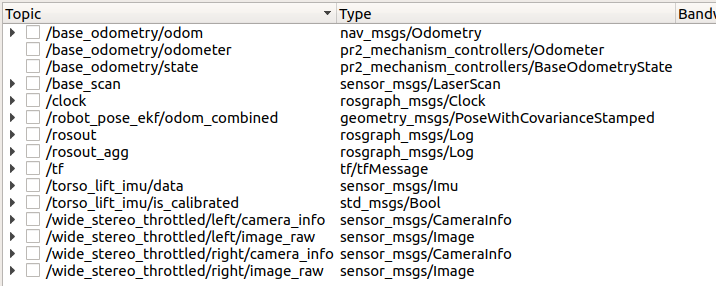 Topic Type Bandw
/base_odometry/odom nav_msgs/Odometry
/base_odometry/odometer pr2_mechanism_controllers/Odometer
/base_odometry/state pr2_mechanism_controllers/BaseOdometryState
/base_scan sensor_msgs/LaserScan
/clock rosgraph_msgs/Clock
/robot_pose_ekf/odom_combined geometry_msgs/PoseWithCovarianceStamped
/rosout rosgraph_msgs/Log
/rosout_agg rosgraph_msgs/Log
/tf tf/tfMessage
/torso_lift_imu/data sensor_msgs/Imu
/torso_lift_imu/is_calibrated std_msgs/Bool
/wide_stereo_throttled/left/camera_info sensor_msgs/CameraInfo
/wide_stereo_throttled/left/image_raw sensor_msgs/Image
/wide_stereo_throttled/right/camera_info sensor_msgs/CameraInfo
/wide_stereo_throttled/right/image_raw sensor_msgs/Image